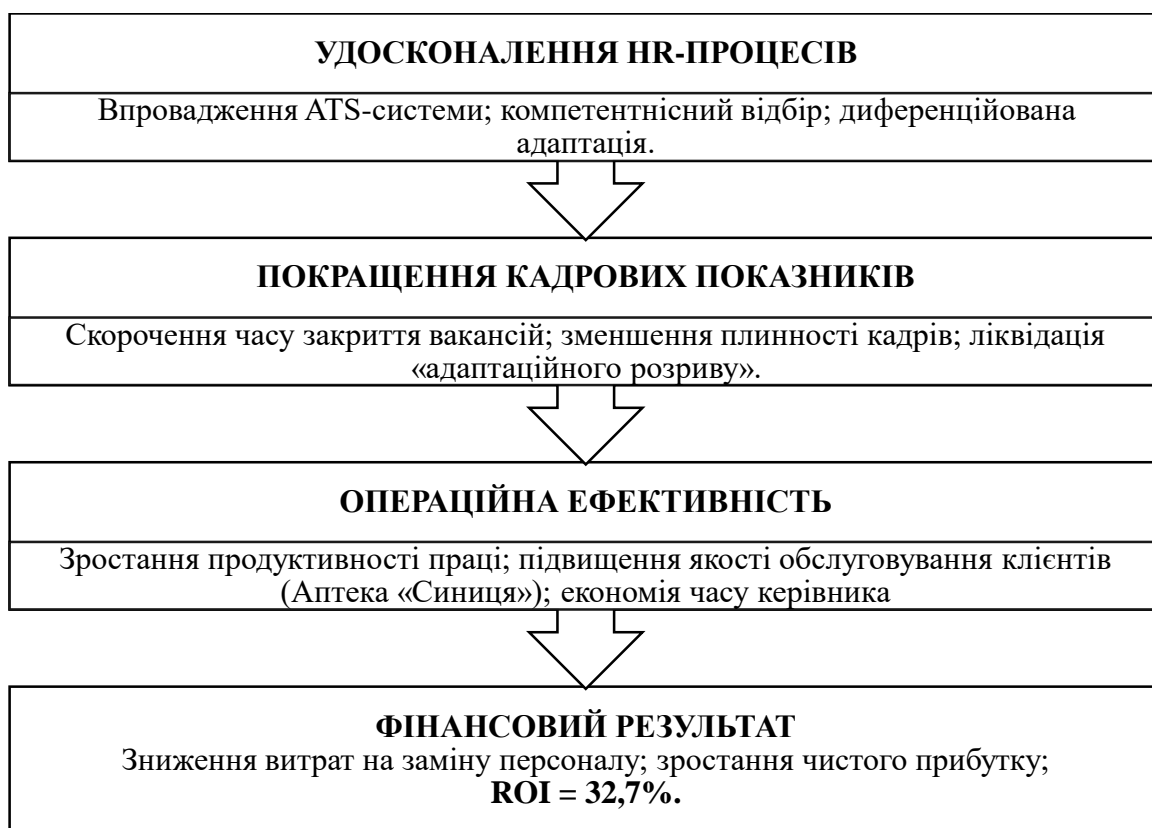 УДОСКОНАЛЕННЯ HR-ПРОЦЕСІВ
Впровадження ATS-системи; компетентнісний відбір; диференційована
адаптація.
ПОКРАЩЕННЯ КАДРОВИХ ПОКАЗНИКІВ
Скорочення часу закриття вакансій; зменшення плинності кадрів; ліквідація
«адаптаційного розриву».
ОПЕРАЦІЙНА ЕФЕКТИВНІСТЬ
Зростання продуктивності праці; підвищення якості обслуговування клієнтів
(Аптека «Синиця»); економія часу керівника
ФІНАНСОВИЙ РЕЗУЛЬТАТ
Зниження витрат на заміну персоналу; зростання чистого прибутку;
ROI = 32,7%.